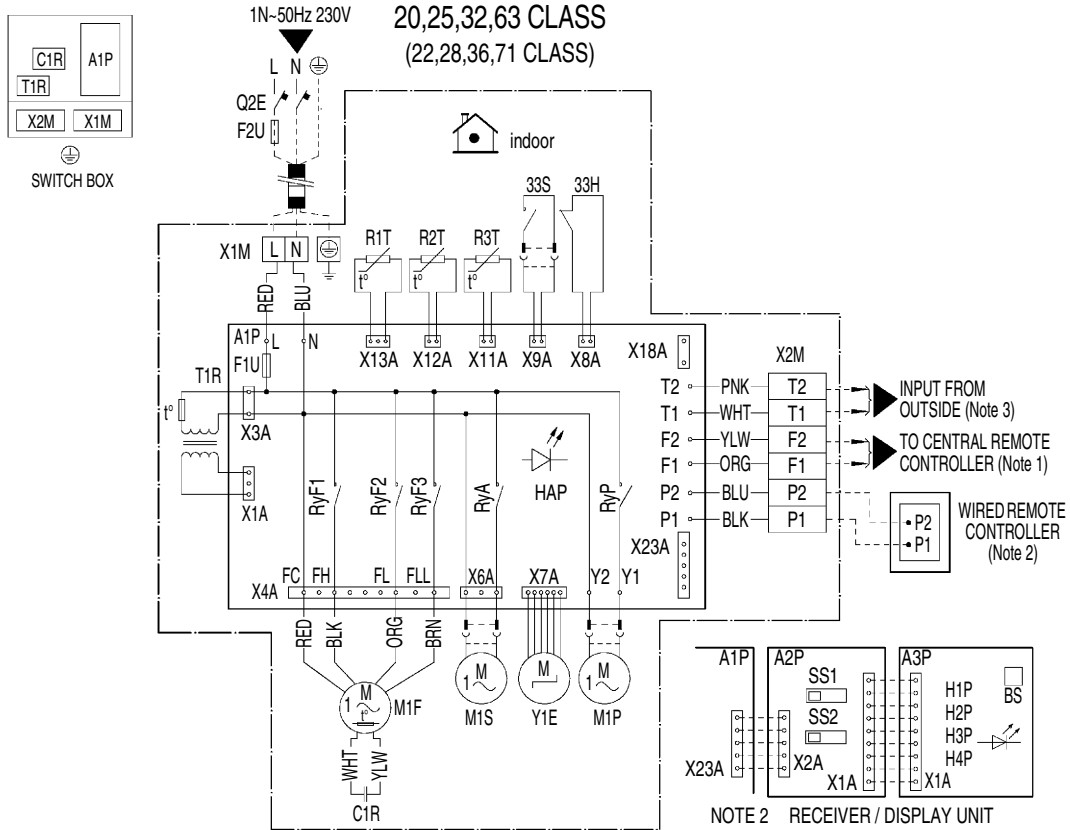 1N~50Hz 230V
20,25,32,63 CLASS
(22,28,36,71 CLASS)
C1R
A1P
T1R
X2M
X1M
SWITCH BOX
L N
Q2E
F2U
indoor
33S 33H
X1M L N
R1T R2T R3T
t° t° t°
RED BLU
A1P L N
X13A X12A X11A X9A X8A
X18A
X2M
T1R F1U
t°
X3A
X1A
T2 PNK T2
T1 WHT T1
INPUT FROM
OUTSIDE (Note 3)
F2 YLW F2
F1 ORG F1
TO CENTRAL REMOTE
CONTROLLER (Note 1)
P2 BLU P2
P1 BLK P1
P2
P1
WIRED REMOTE
CONTROLLER
(Note 2)
RyF1 RyF2 RyF3 RyA HAP RyP
X23A
X4A FC FH FL FLL X6A X7A Y2 Y1
RED BLK ORG BRN
M 1 t° M1F
M 1 M1S
M Y1E
M 1 M1P
WHT YLW
C1R
A1P A2P A3P
SS1
SS2
BS
H1P
H2P
H3P
H4P
X23A X2A X1A X1A
NOTE 2 RECEIVER / DISPLAY UNIT